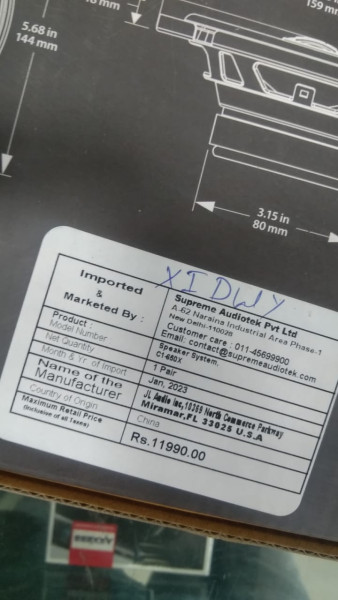 159 mm
5.68 in
144 mm
3.15 in
80 mm
XIDWY
Imported
&
Marketed By :
Supreme Audiotek Pvt Ltd
A-62 Naraina Industrial Area Phase-1
New Delhi-110028
Customer care : 011-45699900
Email: contact@supremeaudiotek.com
Product :
Model Number
Speaker System,
C1-650X
Net Quantity
1 Pair
Month & Yr of Import
Jan, 2023
Name of the
Manufacturer
JL Audio Inc,10369 North Commerce Parkway
Miramar,FL 33025 U.S.A
Country of Origin
China
Maximum Retail Price
(Inclusive of all Taxes)
Rs.11990.00